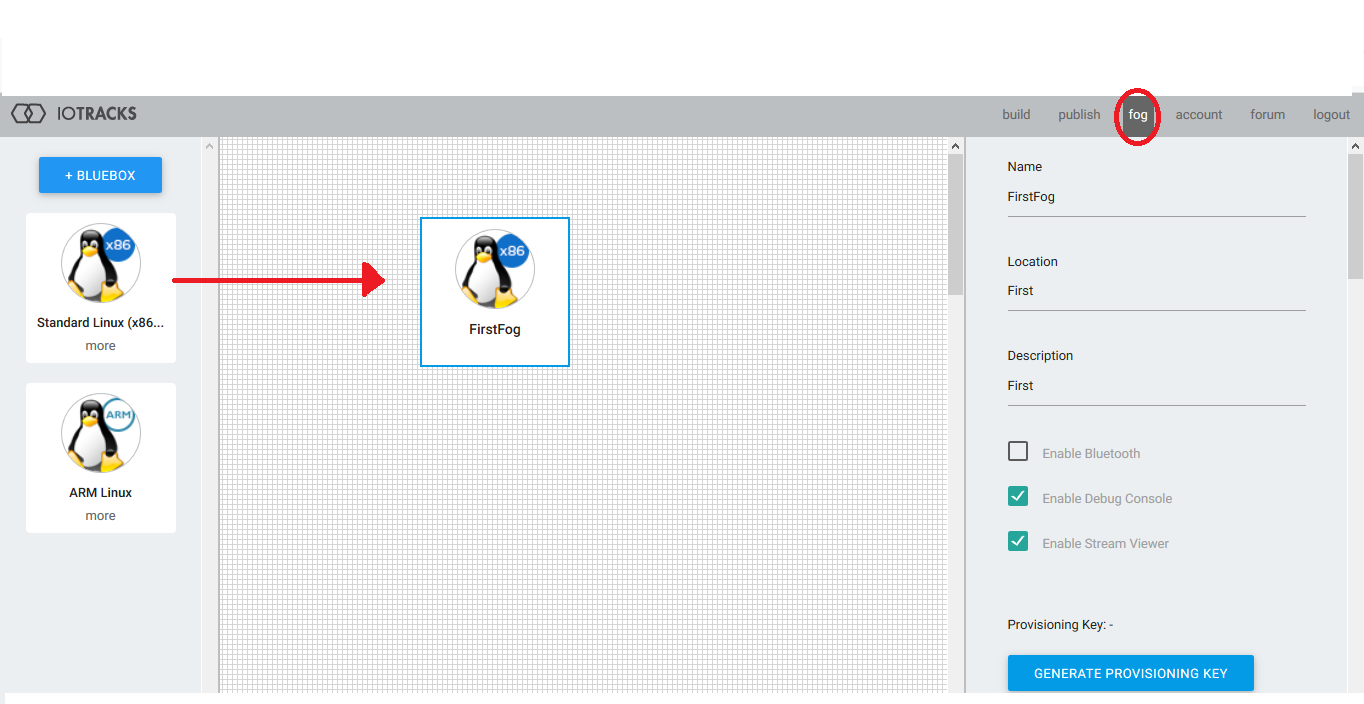 IOTRACKS
build publish fog account forum logout
+ BLUEBOX
x86
Standard Linux (x86...
more
ARM
ARM Linux
more
x86
FirstFog
Name
FirstFog
Location
First
Description
First
Enable Bluetooth
Enable Debug Console
Enable Stream Viewer
Provisioning Key: -
GENERATE PROVISIONING KEY